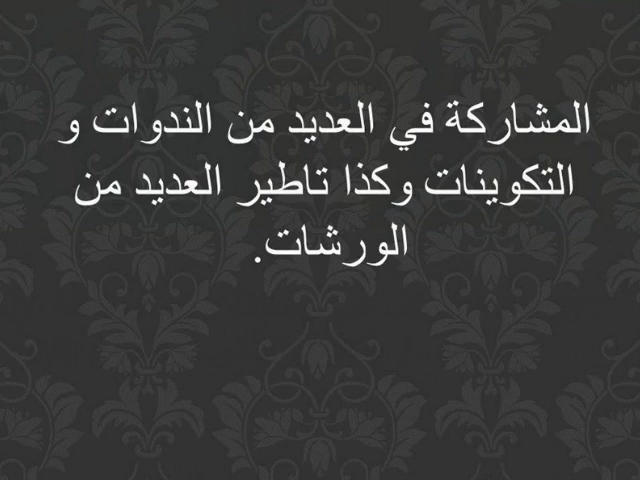 المشاركة في العديد من الندوات و
التكوينات وكذا تاطير العديد من
الورشات.